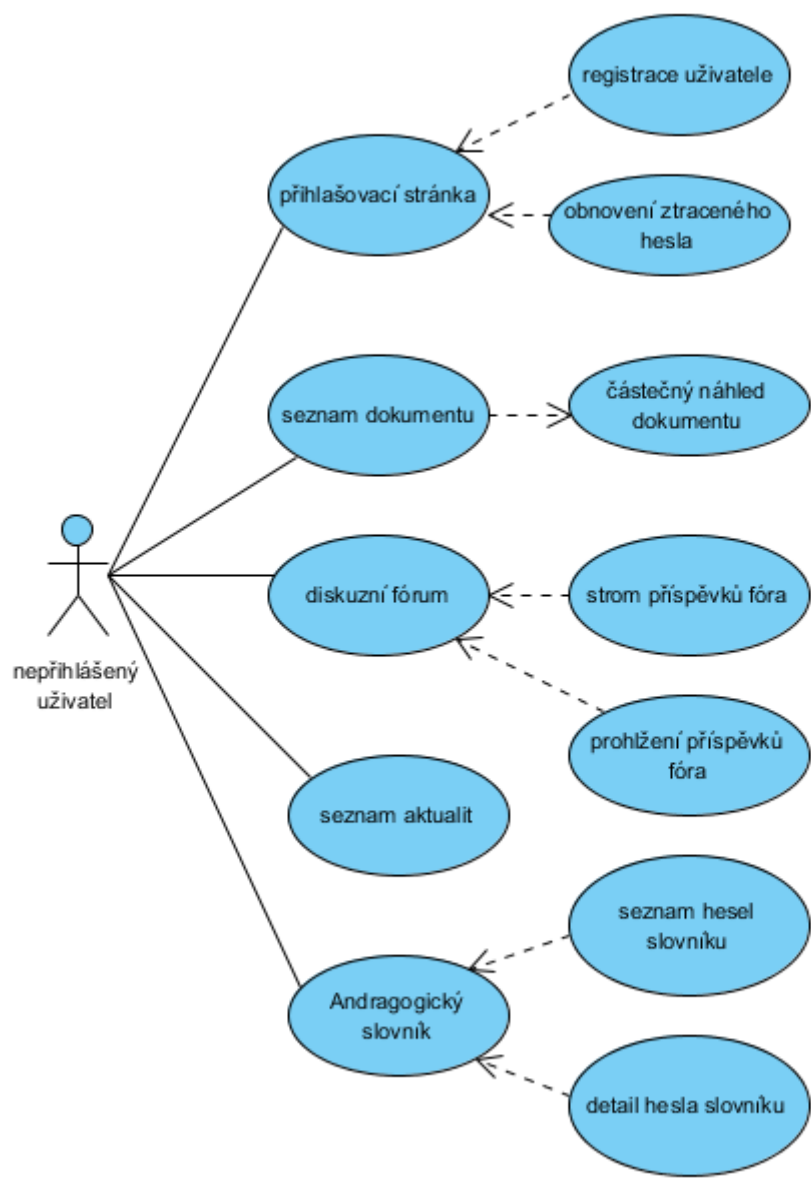 registrace uživatele
přihlašovací stránka
obnovení ztraceného
hesla
seznam dokumentu
částečný náhled
dokumentu
nepřihlášený
uživatel
diskuzní fórum
strom příspěvků fóra
prohlžení příspěvků
fóra
seznam aktualit
seznam hesel
slovníku
Andragogický
slovník
detail hesla slovníku